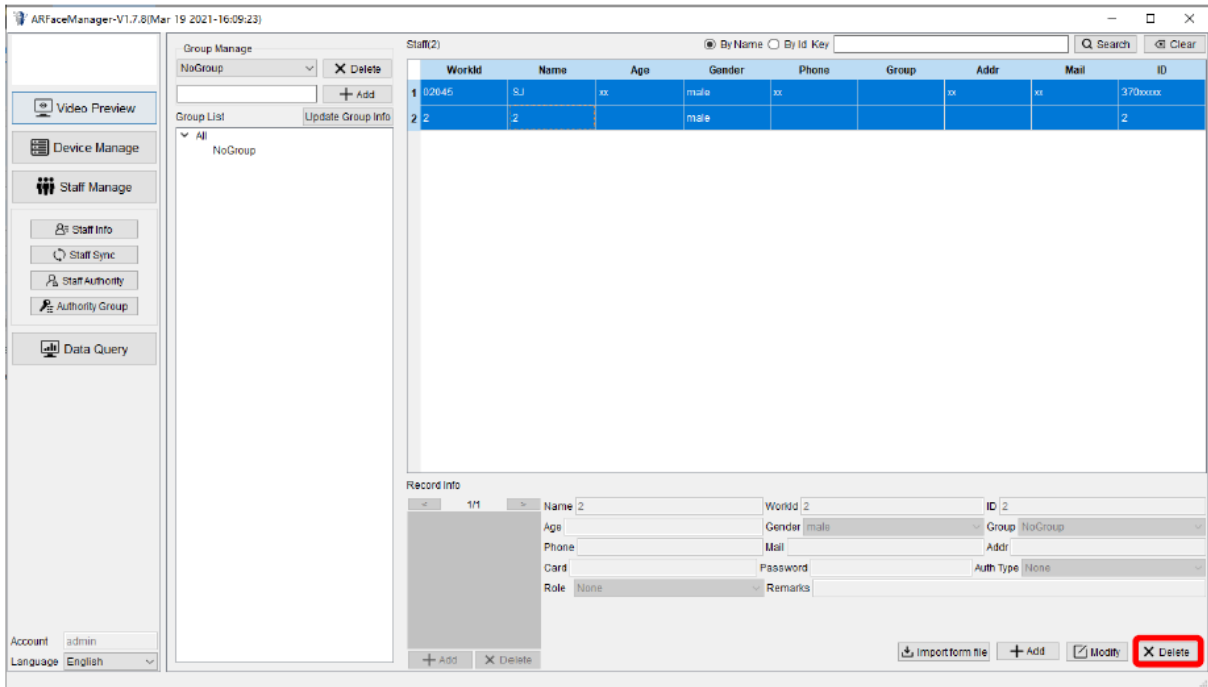 ARFaceManager-V1.7.8(Mar 19 2021-16:09:23)
Video Preview
Device Manage
Staff Manage
Staff Info
Staff Sync
Staff Authority
Authority Group
Data Query
Account admin
Language English
Group Manage
NoGroup Delete
Add
Group List Update Group Info
All
NoGroup
Staff(2) By Name By Id Key Search Clear
WorkId Name Age Gender Phone Group Addr Mail ID
1 02045 SJ xx male xx xx xx 370xxxxx
2 2 2 male 2
Record Info
< 1/1 > Name 2 WorkId 2 ID 2
Age Gender male Group NoGroup
Phone Mail Addr
Card Password Auth Type None
Role None Remarks
Add Delete
Import form file Add Modify Delete